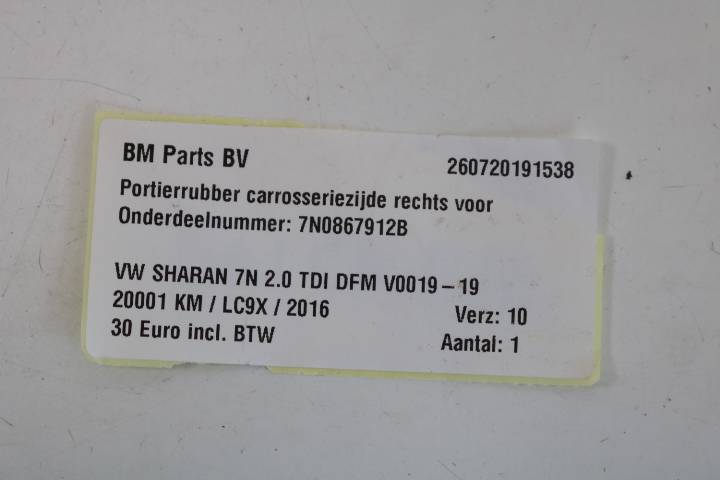 BM Parts BV 260720191538
Portierrubber carrosseriezijde rechts voor
Onderdeelnummer: 7N0867912B
VW SHARAN 7N 2.0 TDI DFM V0019-19
20001 KM / LC9X / 2016 Verz: 10
30 Euro incl. BTW Aantal: 1